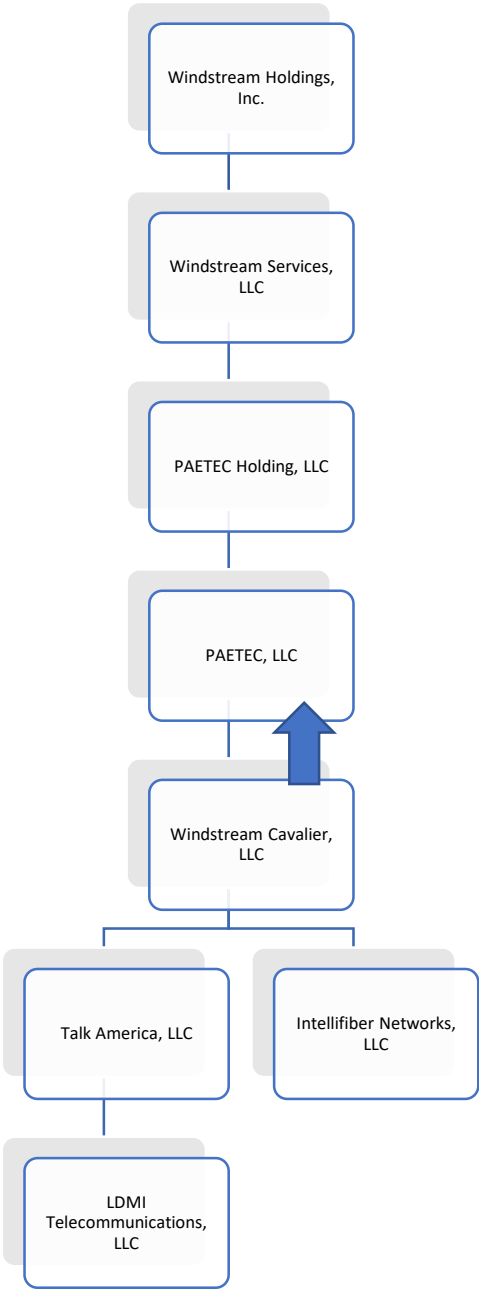 Windstream Holdings,
Inc.
Windstream Services,
LLC
PAETEC Holding, LLC
PAETEC, LLC
Windstream Cavalier,
LLC
Talk America, LLC
Intellifiber Networks,
LLC
LDMI
Telecommunications,
LLC